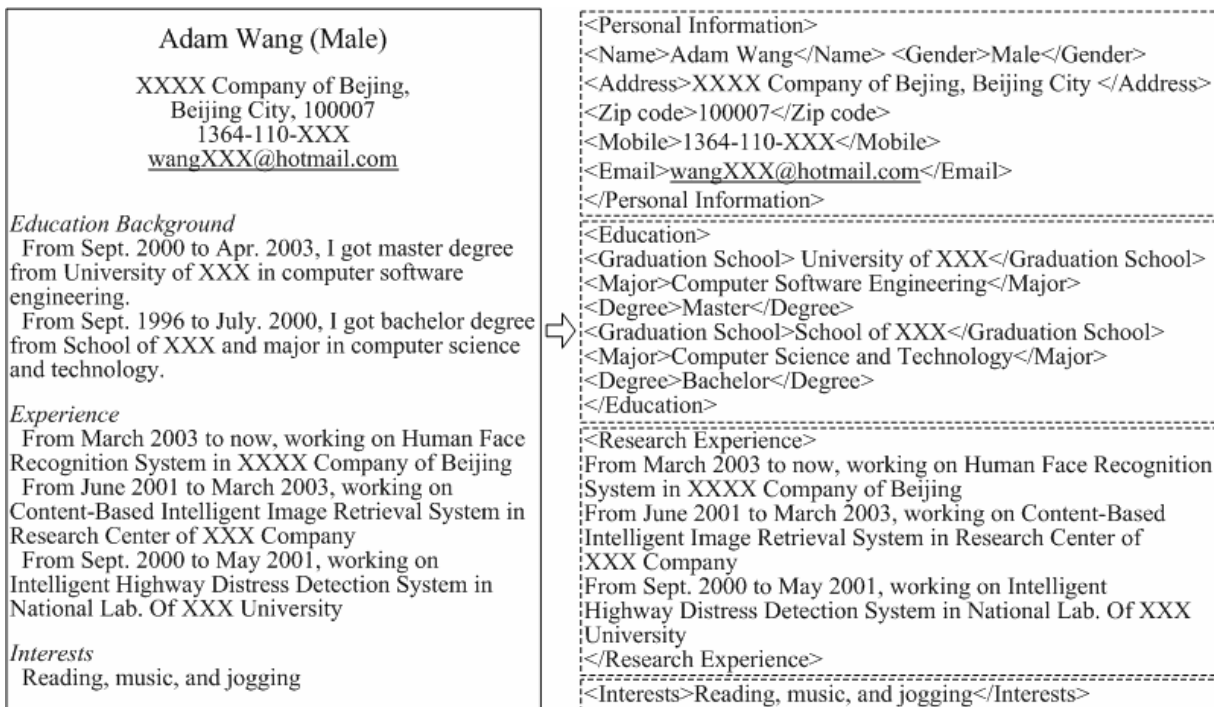 Adam Wang (Male)
XXXX Company of Bejing,
Beijing City, 100007
1364-110-XXX
wangXXX@hotmail.com
Education Background
From Sept. 2000 to Apr. 2003, I got master degree
from University of XXX in computer software
engineering.
From Sept. 1996 to July. 2000, I got bachelor degree
from School of XXX and major in computer science
and technology.
Experience
From March 2003 to now, working on Human Face
Recognition System in XXXX Company of Beijing
From June 2001 to March 2003, working on
Content-Based Intelligent Image Retrieval System in
Research Center of XXX Company
From Sept. 2000 to May 2001, working on
Intelligent Highway Distress Detection System in
National Lab. Of XXX University
Interests
Reading, music, and jogging
<Personal Information>
<Name>Adam Wang</Name> <Gender>Male</Gender>
<Address>XXXX Company of Bejing, Beijing City </Address>
<Zip code>100007</Zip code>
<Mobile>1364-110-XXX</Mobile>
<Email>wangXXX@hotmail.com</Email>
</Personal Information>
<Education>
<Graduation School> University of XXX</Graduation School>
<Major>Computer Software Engineering</Major>
<Degree>Master</Degree>
<Graduation School>School of XXX</Graduation School>
<Major>Computer Science and Technology</Major>
<Degree>Bachelor</Degree>
</Education>
<Research Experience>
From March 2003 to now, working on Human Face Recognition
System in XXXX Company of Beijing
From June 2001 to March 2003, working on Content-Based
Intelligent Image Retrieval System in Research Center of
XXX Company
From Sept. 2000 to May 2001, working on Intelligent
Highway Distress Detection System in National Lab. Of XXX
University
</Research Experience>
<Interests>Reading, music, and jogging</Interests>